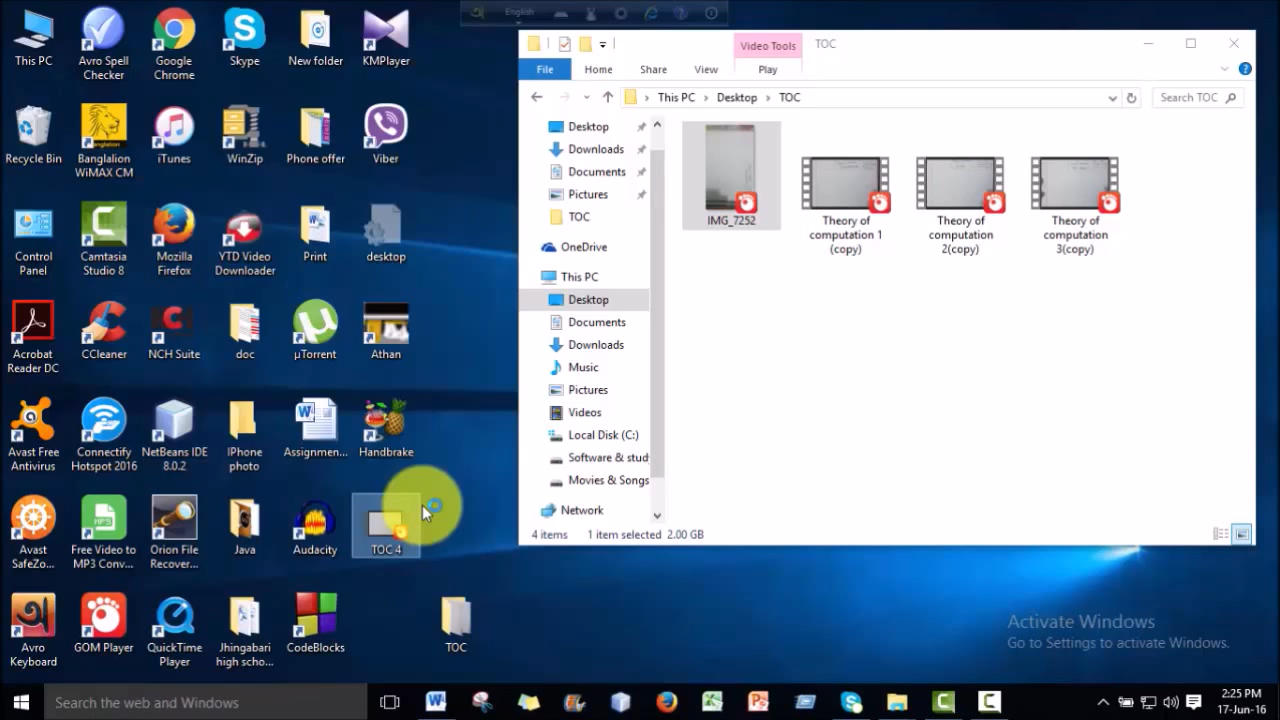 English
This PC
Avro Spell
Checker
Google
Chrome
Skype
New folder
KMPlayer
Recycle Bin
Banglalion
WiMAX CM
iTunes
WinZip
Phone offer
Viber
Control
Panel
Camtasia
Studio 8
Mozilla
Firefox
YTD Video
Downloader
Print
desktop
Acrobat
Reader DC
CCleaner
NCH Suite
doc
µTorrent
Athan
Avast Free
Antivirus
Connectify
Hotspot 2016
NetBeans IDE
8.0.2
IPhone
photo
Assignmen...
Handbrake
Avast
SafeZo...
Free Video to
MP3 Conv...
Orion File
Recover...
Java
Audacity
TOC 4
Avro
Keyboard
GOM Player
QuickTime
Player
Jhingabari
high scho...
CodeBlocks
TOC
Video Tools
TOC
File
Home
Share
View
Play
This PC
Desktop
TOC
Search TOC
Desktop
Downloads
Documents
Pictures
TOC
OneDrive
This PC
Desktop
Documents
Downloads
Music
Pictures
Videos
Local Disk (C:)
Software & stud
Movies & Songs
Network
IMG_7252
Theory of
computation 1
(copy)
Theory of
computation
2(copy)
Theory of
computation
3(copy)
4 items
1 item selected 2.00 GB
Activate Windows
Go to Settings to activate Windows.
Search the web and Windows
2:25 PM
17-Jun-16